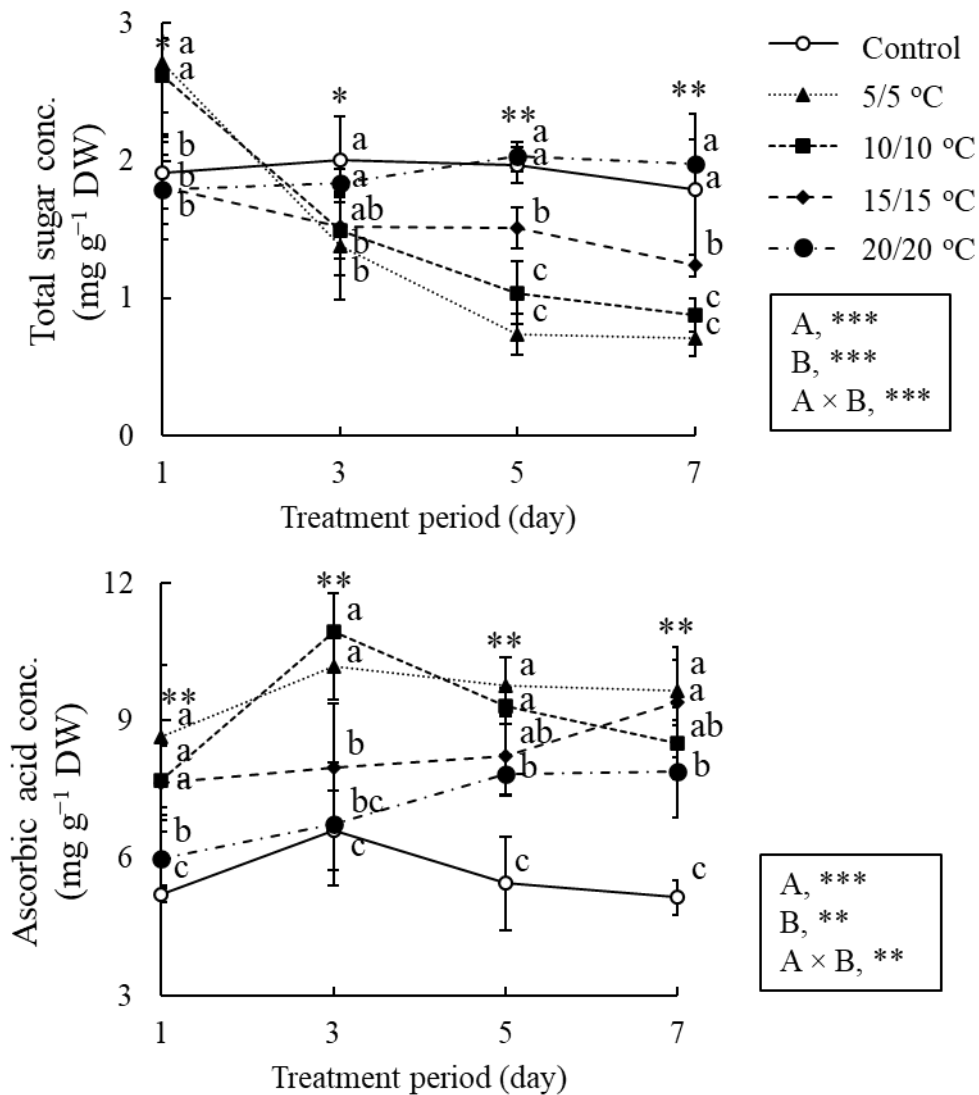 3
2
1
0
Total sugar conc.
(mg g⁻¹ DW)
* a
a
b
b
b
*
a
a
ab
b
b
**
a
a
b
c
c
**
a
a
b
c
c
1 3 5 7
Treatment period (day)
Control
5/5 °C
10/10 °C
15/15 °C
20/20 °C
A, ***
B, ***
A × B, ***
12
9
6
3
Ascorbic acid conc.
(mg g⁻¹ DW)
**
a
a
a
b
c
**
a
a
b
bc
c
**
a
a
ab
b
c
**
a
a
ab
b
c
1 3 5 7
Treatment period (day)
A, ***
B, **
A × B, **